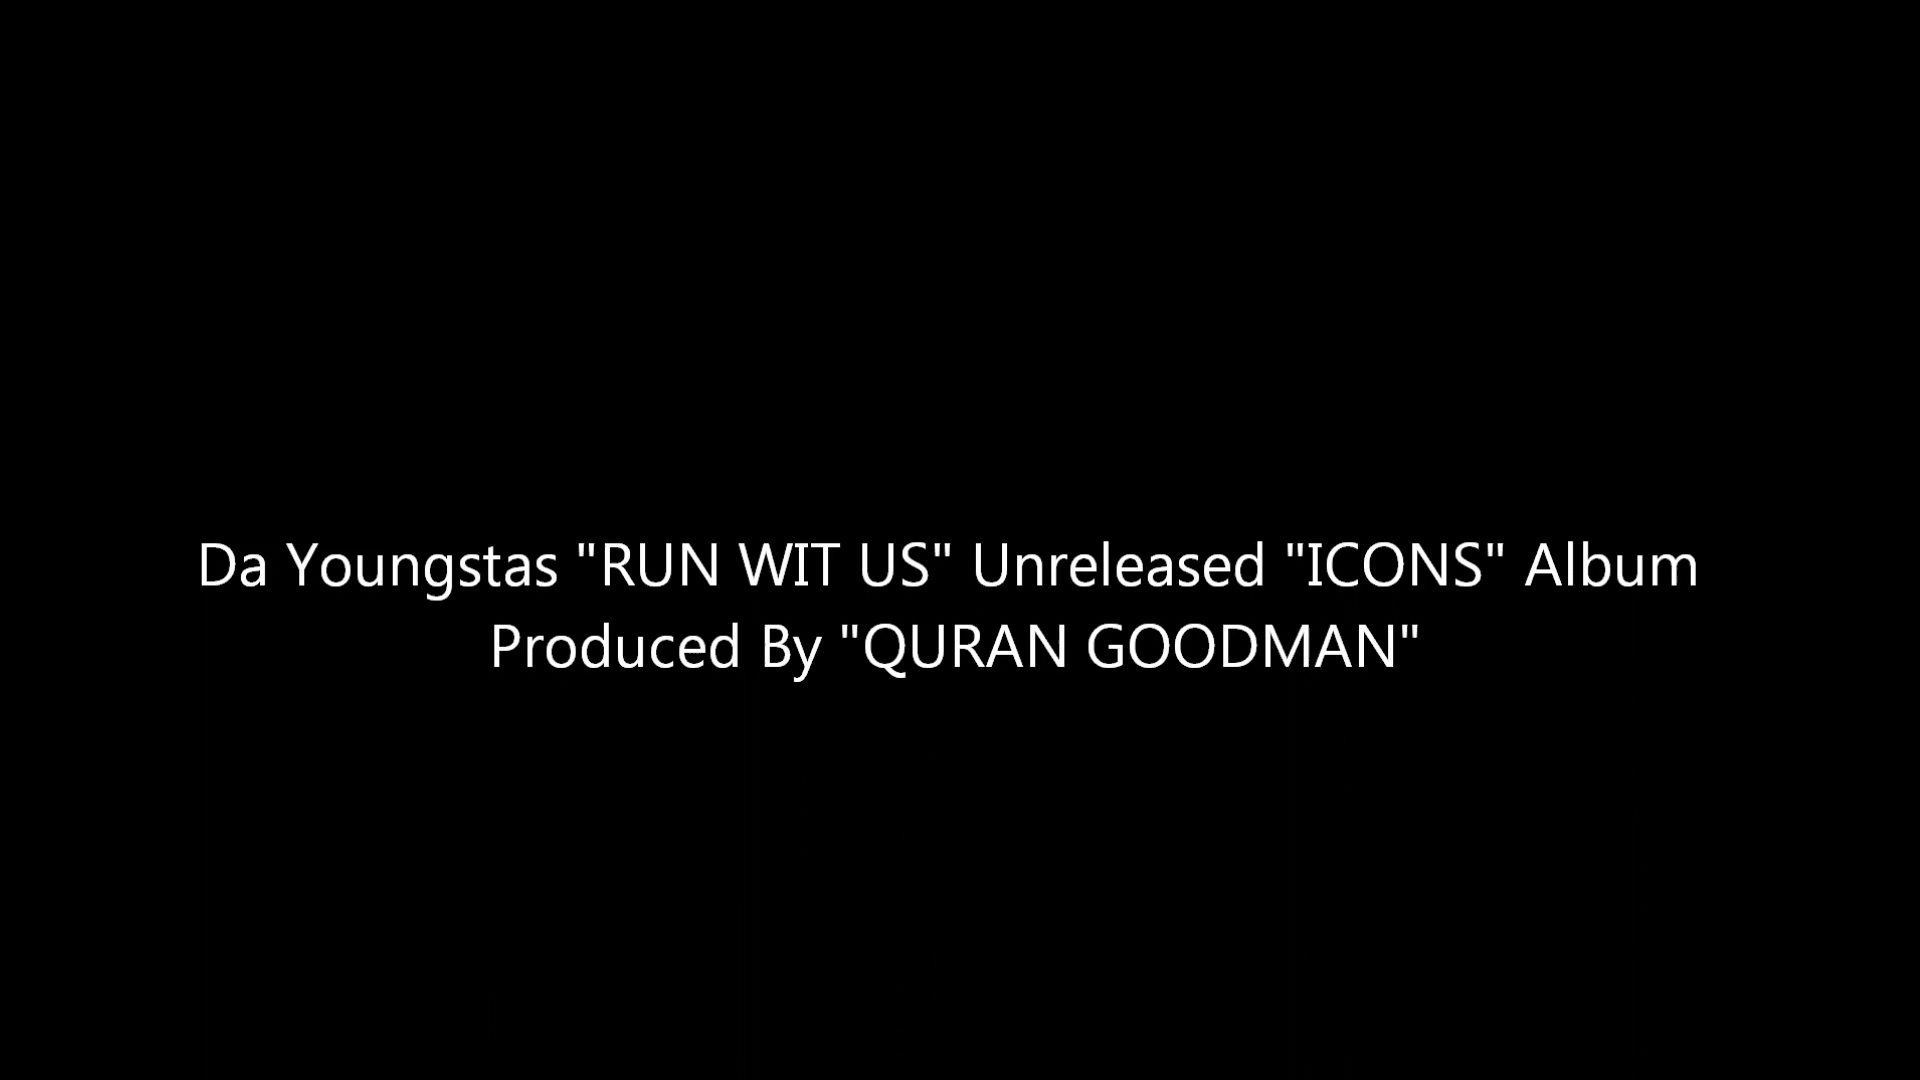 Da Youngstas "RUN WIT US" Unreleased "ICONS" Album
Produced By "QURAN GOODMAN"